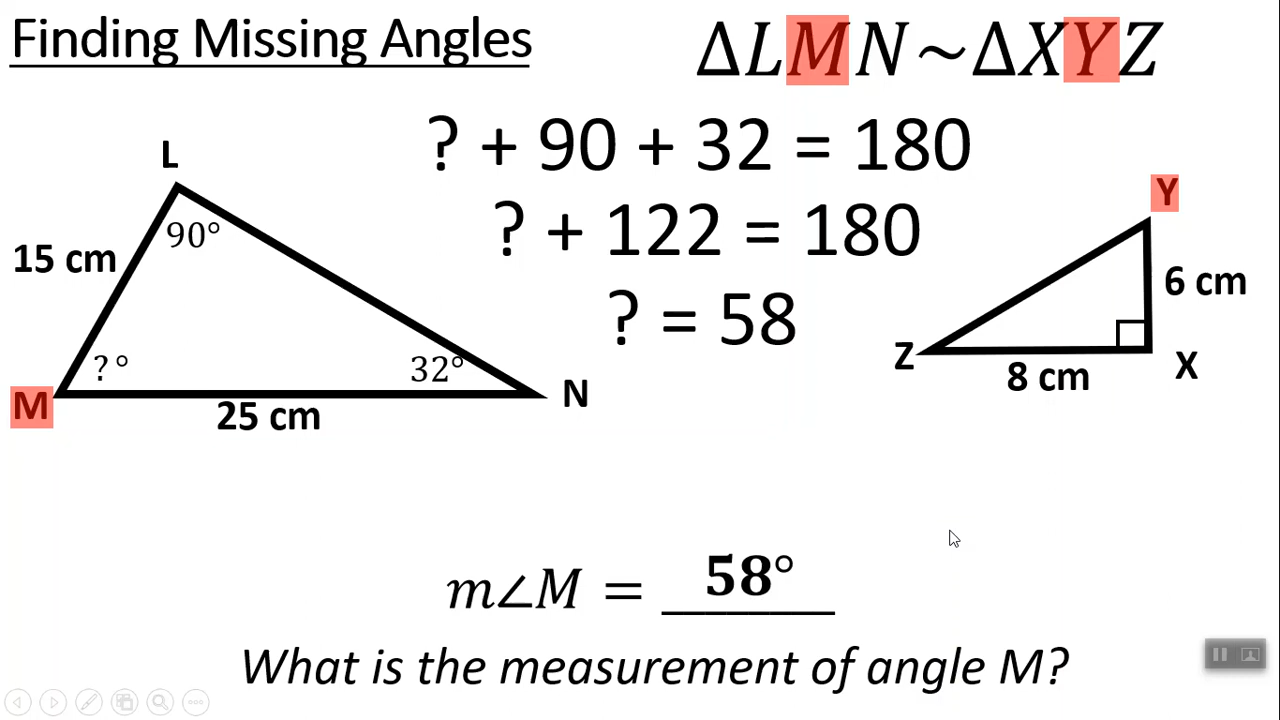 Finding Missing Angles
ΔLMN~ΔXYZ
? + 90 + 32 = 180
? + 122 = 180
? = 58
L
90°
15 cm
? °
32°
M
N
25 cm
Y
6 cm
Z
X
8 cm
m∠M = 58°
What is the measurement of angle M?